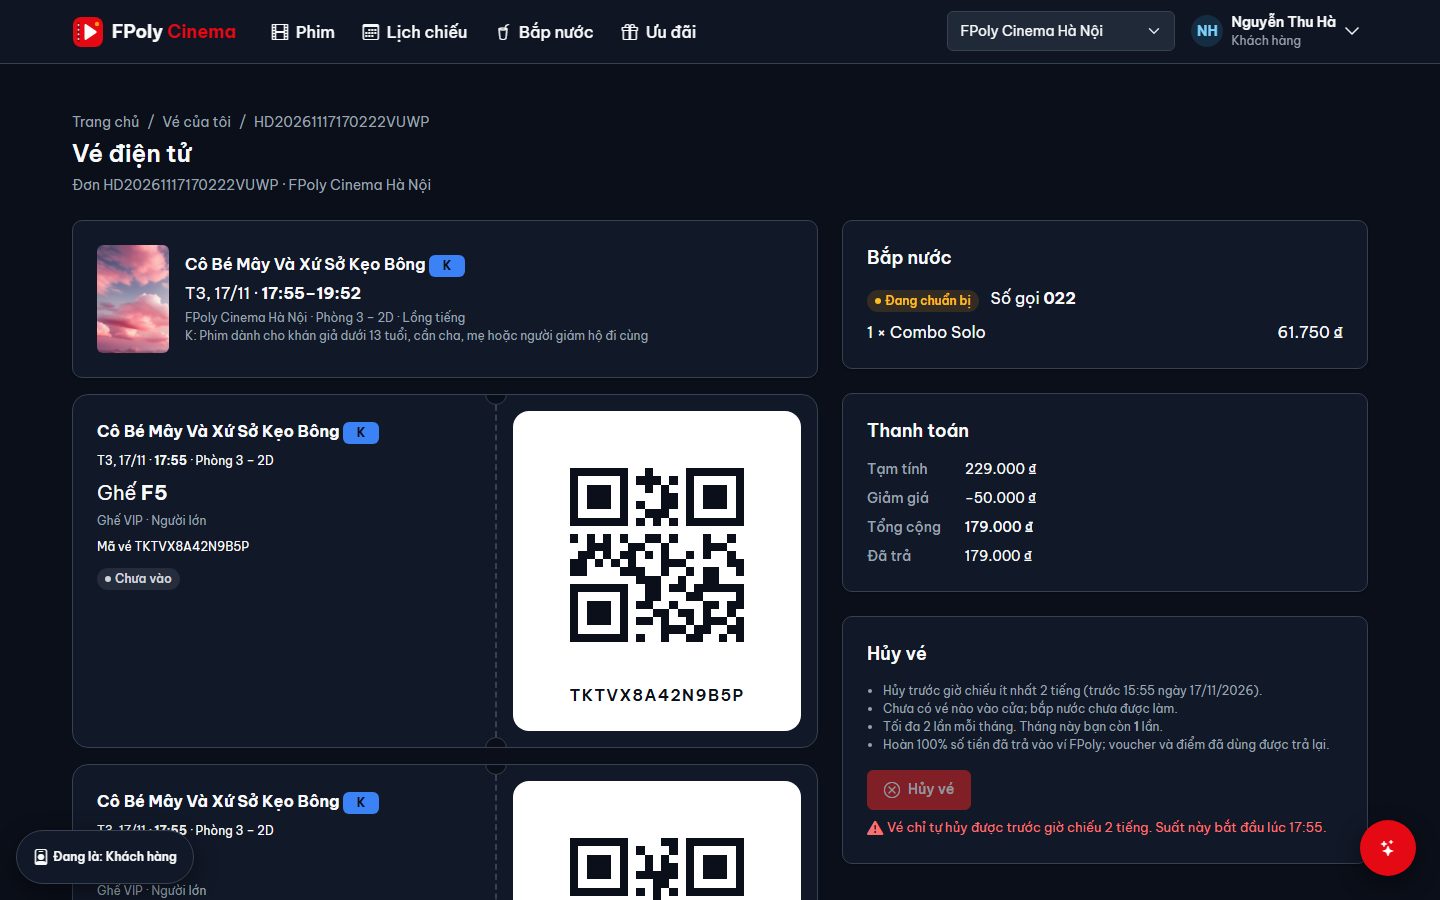 FPoly Cinema
Phim
Lịch chiếu
Bắp nước
Ưu đãi
FPoly Cinema Hà Nội
NH
Nguyễn Thu Hà
Khách hàng
Trang chủ / Vé của tôi / HD20261117170222VUWP
Vé điện tử
Đơn HD20261117170222VUWP · FPoly Cinema Hà Nội
Cô Bé Mây Và Xứ Sở Kẹo Bông K
T3, 17/11 · 17:55–19:52
FPoly Cinema Hà Nội · Phòng 3 – 2D · Lồng tiếng
K: Phim dành cho khán giả dưới 13 tuổi, cần cha, mẹ hoặc người giám hộ đi cùng
Cô Bé Mây Và Xứ Sở Kẹo Bông K
T3, 17/11 · 17:55 · Phòng 3 – 2D
Ghế F5
Ghế VIP · Người lớn
Mã vé TKTVX8A42N9B5P
Chưa vào
TKTVX8A42N9B5P
Cô Bé Mây Và Xứ Sở Kẹo Bông K
T3, 17/11 · 17:55 · Phòng 3 – 2D
Ghế VIP · Người lớn
Đang là: Khách hàng
Bắp nước
Đang chuẩn bị Số gọi 022
1 × Combo Solo 61.750 ₫
Thanh toán
Tạm tính 229.000 ₫
Giảm giá -50.000 ₫
Tổng cộng 179.000 ₫
Đã trả 179.000 ₫
Hủy vé
Hủy trước giờ chiếu ít nhất 2 tiếng (trước 15:55 ngày 17/11/2026).
Chưa có vé nào vào cửa; bắp nước chưa được làm.
Tối đa 2 lần mỗi tháng. Tháng này bạn còn 1 lần.
Hoàn 100% số tiền đã trả vào ví FPoly; voucher và điểm đã dùng được trả lại.
Hủy vé
Vé chỉ tự hủy được trước giờ chiếu 2 tiếng. Suất này bắt đầu lúc 17:55.